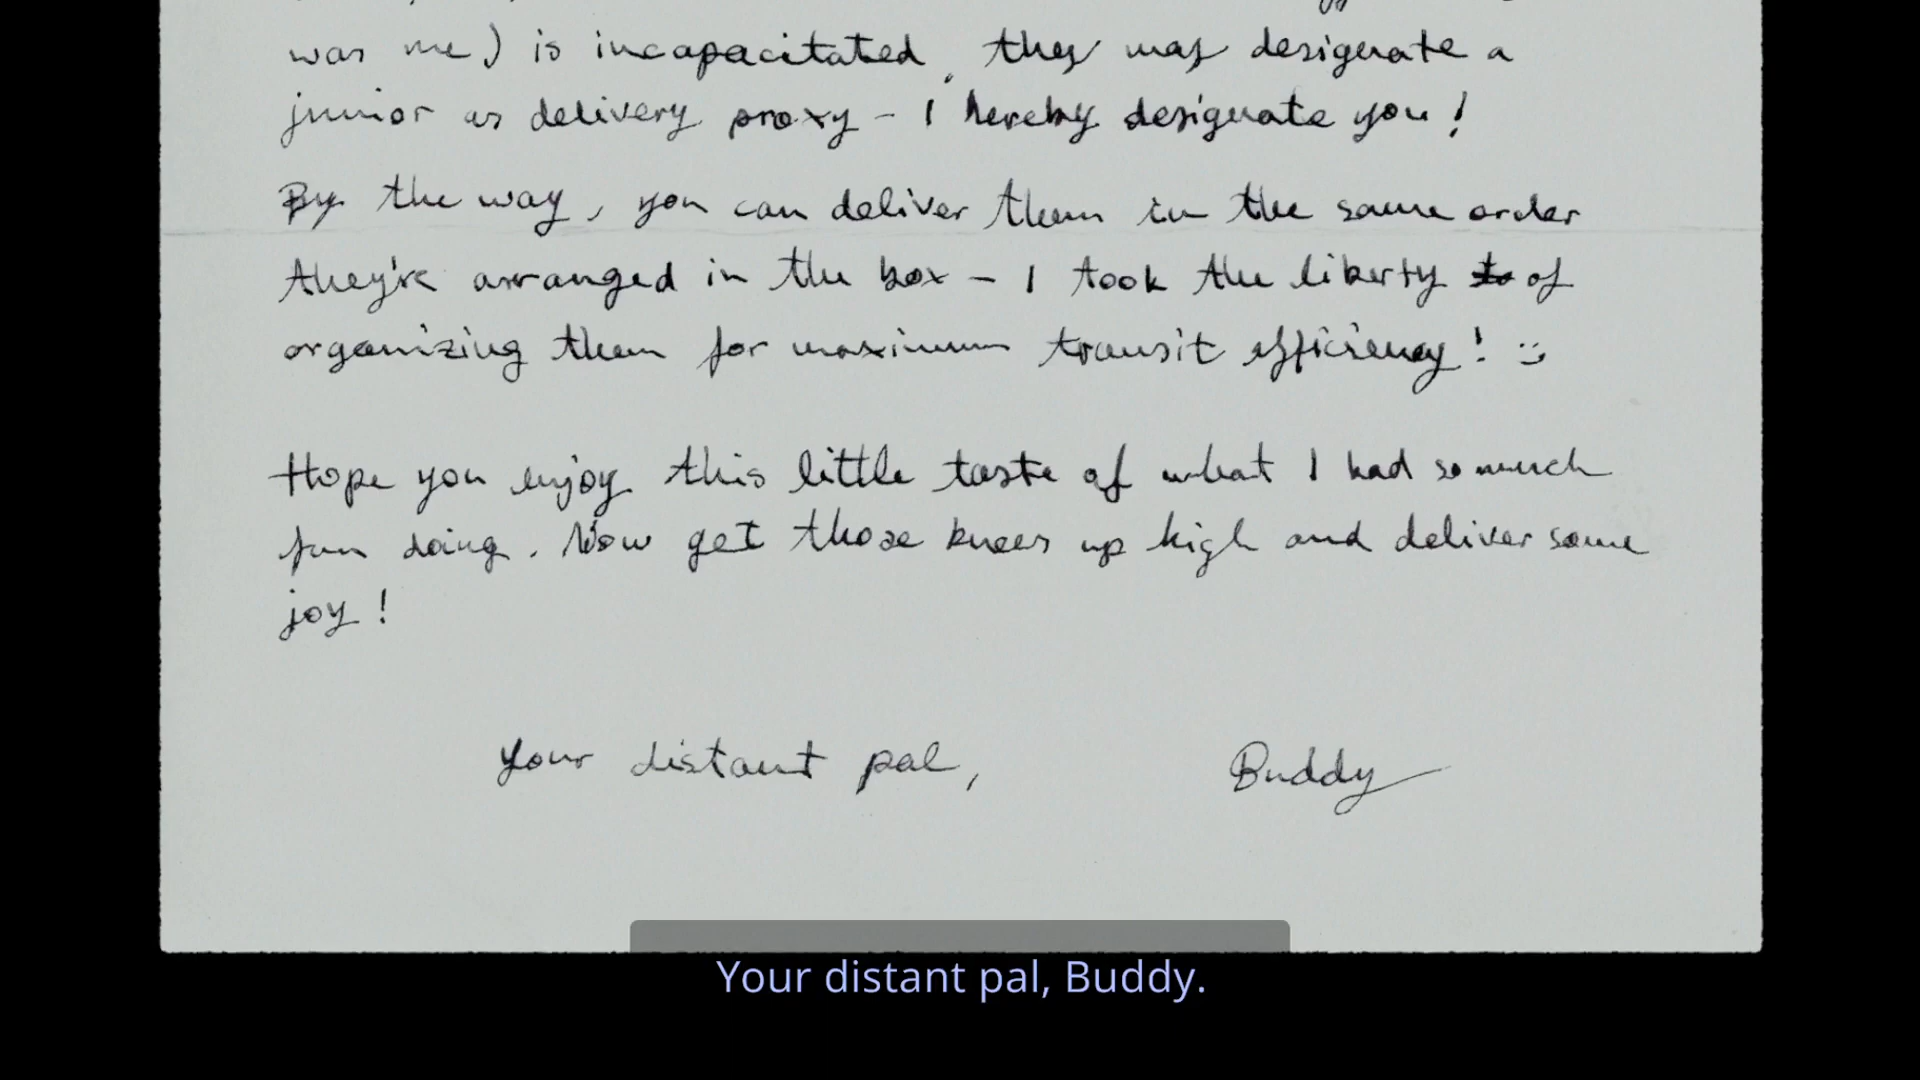 was me) is incapacitated, they may designate a
junior as delivery proxy - I hereby designate you!
By the way, you can deliver them in the same order
they're arranged in the box - I took the liberty to of
organizing them for maximum transit efficiency! :)
Hope you enjoy this little taste of what I had so much
fun doing. Now get those knees up high and deliver some
joy!
Your distant pal, Buddy
Your distant pal, Buddy.